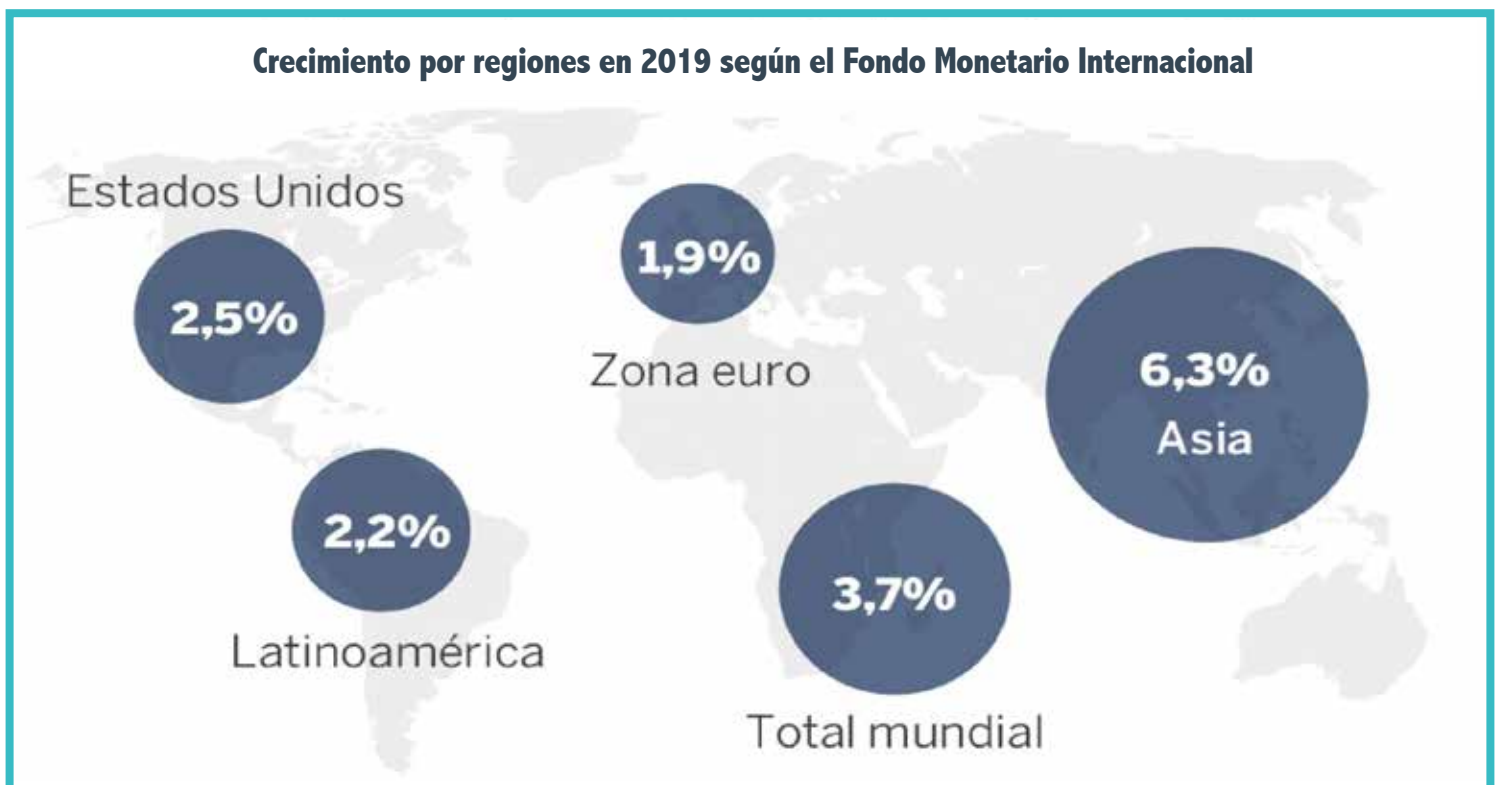 Crecimiento por regiones en 2019 según el Fondo Monetario Internacional
Estados Unidos
2,5%
1,9%
Zona euro
6,3%
Asia
2,2%
Latinoamérica
3,7%
Total mundial